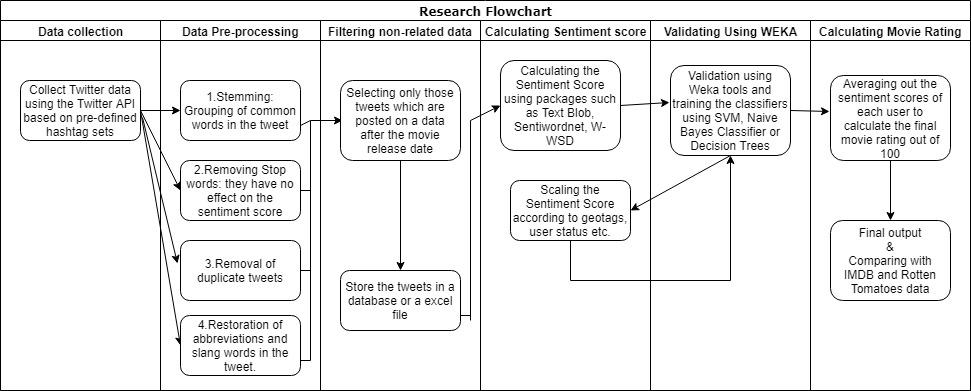 Research Flowchart
Data collection
Data Pre-processing
Filtering non-related data
Calculating Sentiment score
Validating Using WEKA
Calculating Movie Rating
Collect Twitter data
using the Twitter API
based on pre-defined
hashtag sets
1.Stemming:
Grouping of common
words in the tweet
2.Removing Stop
words: they have no
effect on the
sentiment score
3.Removal of
duplicate tweets
4.Restoration of
abbreviations and
slang words in the
tweet.
Selecting only those
tweets which are
posted on a data
after the movie
release date
Store the tweets in a
database or a excel
file
Calculating the
Sentiment Score
using packages such
as Text Blob,
Sentiwordnet, W-
WSD
Scaling the
Sentiment Score
according to geotags,
user status etc.
Validation using
Weka tools and
training the classifiers
using SVM, Naive
Bayes Classifier or
Decision Trees
Averaging out the
sentiment scores of
each user to
calculate the final
movie rating out of
100
Final output
&
Comparing with
IMDB and Rotten
Tomatoes data